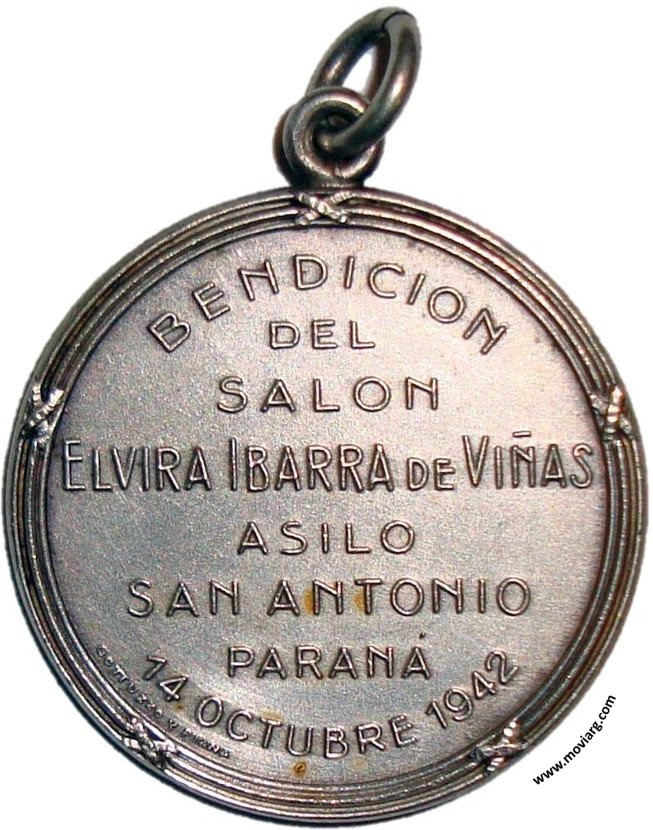 BENDICION
DEL
SALON
ELVIRA IBARRA DE VIÑAS
ASILO
SAN ANTONIO
PARANÁ
14 OCTUBRE 1942
www.moviarg.com